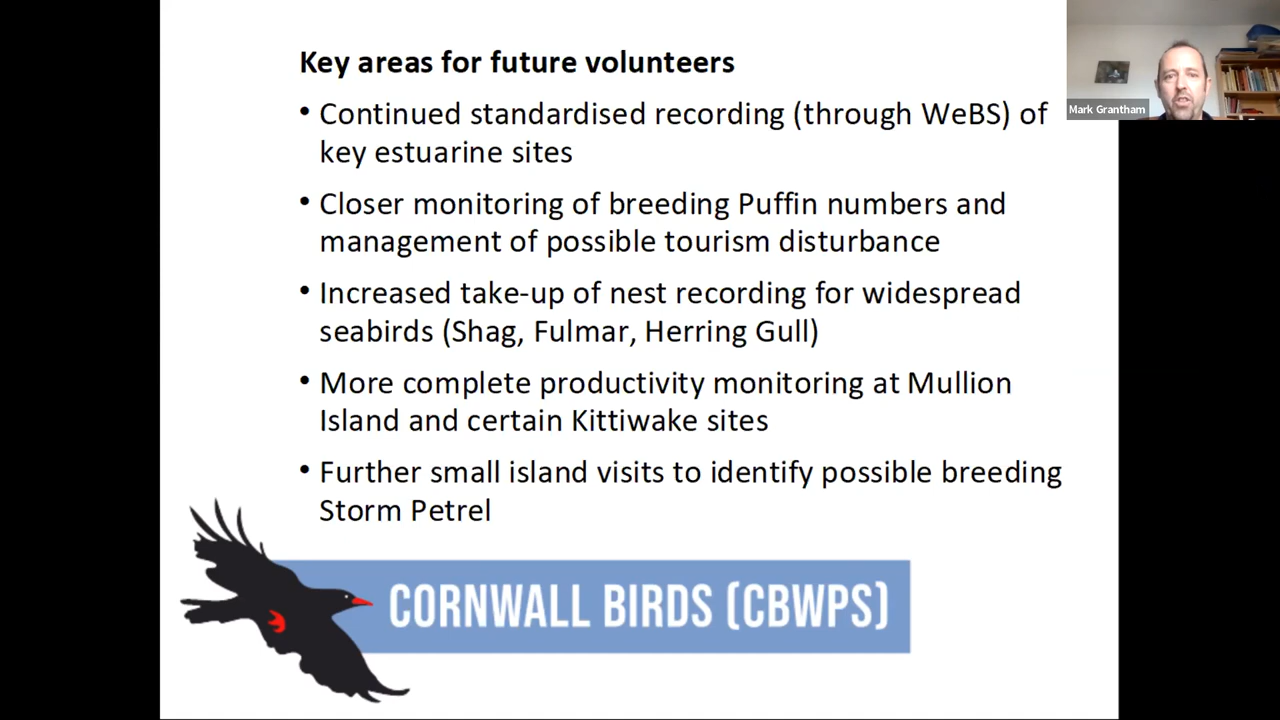 Key areas for future volunteers
• Continued standardised recording (through WeBS) of
key estuarine sites
• Closer monitoring of breeding Puffin numbers and
management of possible tourism disturbance
• Increased take-up of nest recording for widespread
seabirds (Shag, Fulmar, Herring Gull)
• More complete productivity monitoring at Mullion
Island and certain Kittiwake sites
• Further small island visits to identify possible breeding
Storm Petrel
CORNWALL BIRDS (CBWPS)
Mark Grantham